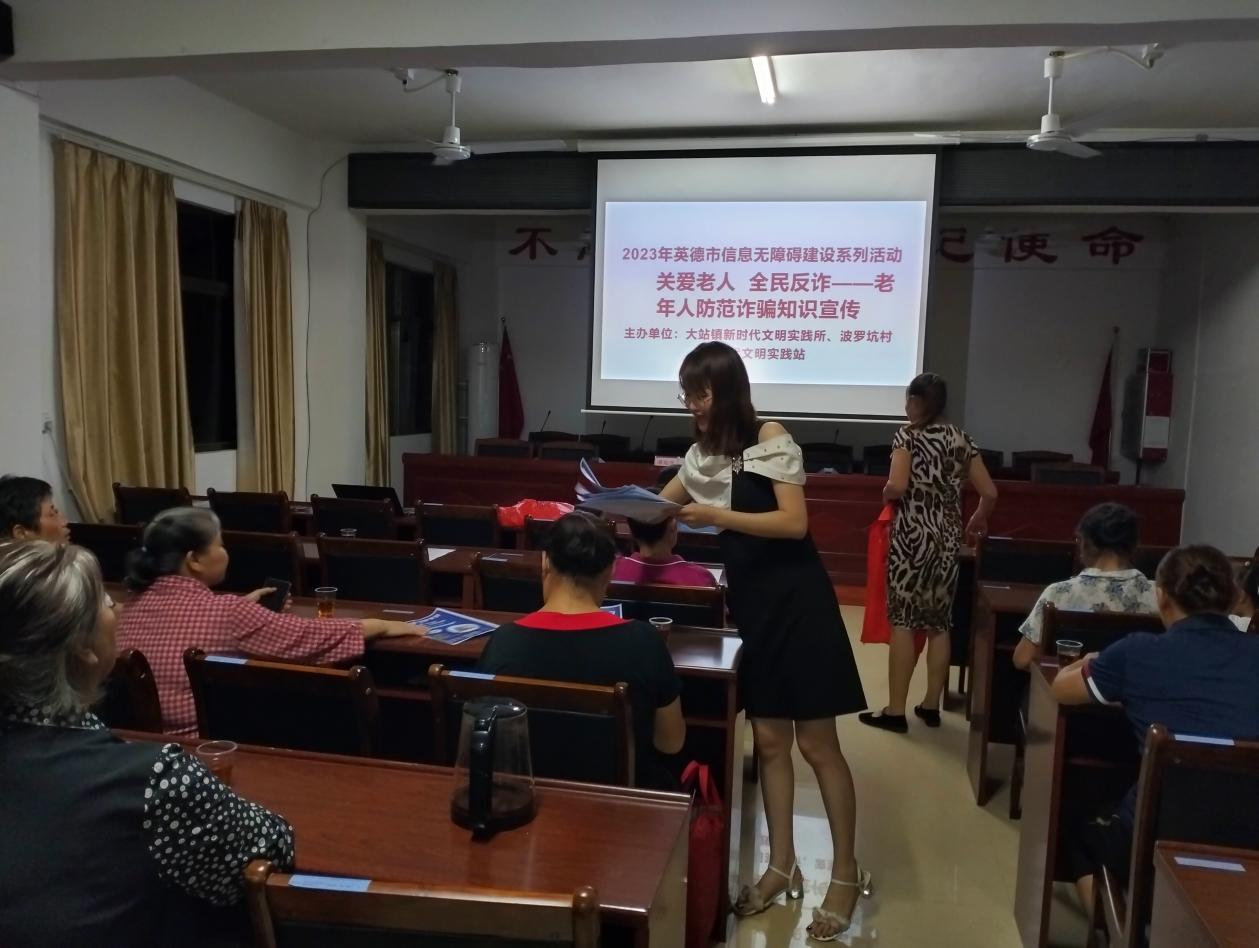 2023年英德市信息无障碍建设系列活动
关爱老人 全民反诈——老
年人防范诈骗知识宣传
主办单位：大站镇新时代文明实践所、波罗坑村
文明实践站
不 记使命